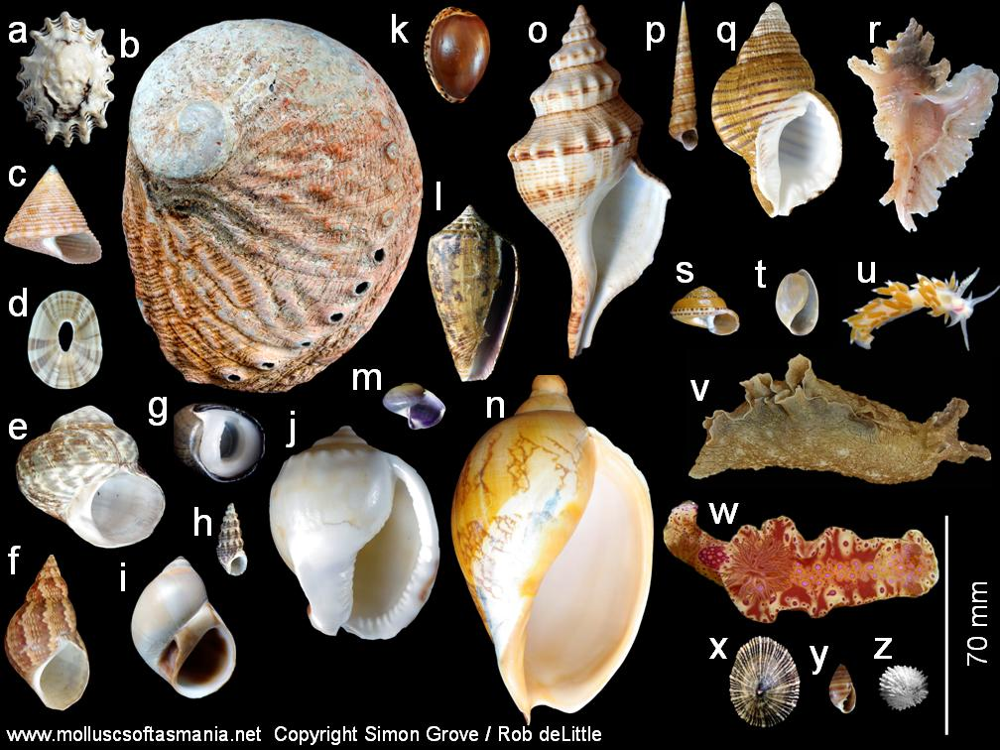 a
b
c
d
e
f
g
h
i
j
k
l
m
n
o
p
q
r
s
t
u
v
w
x
y
z
70 mm
www.molluscsoftasmania.net Copyright Simon Grove / Rob deLittle